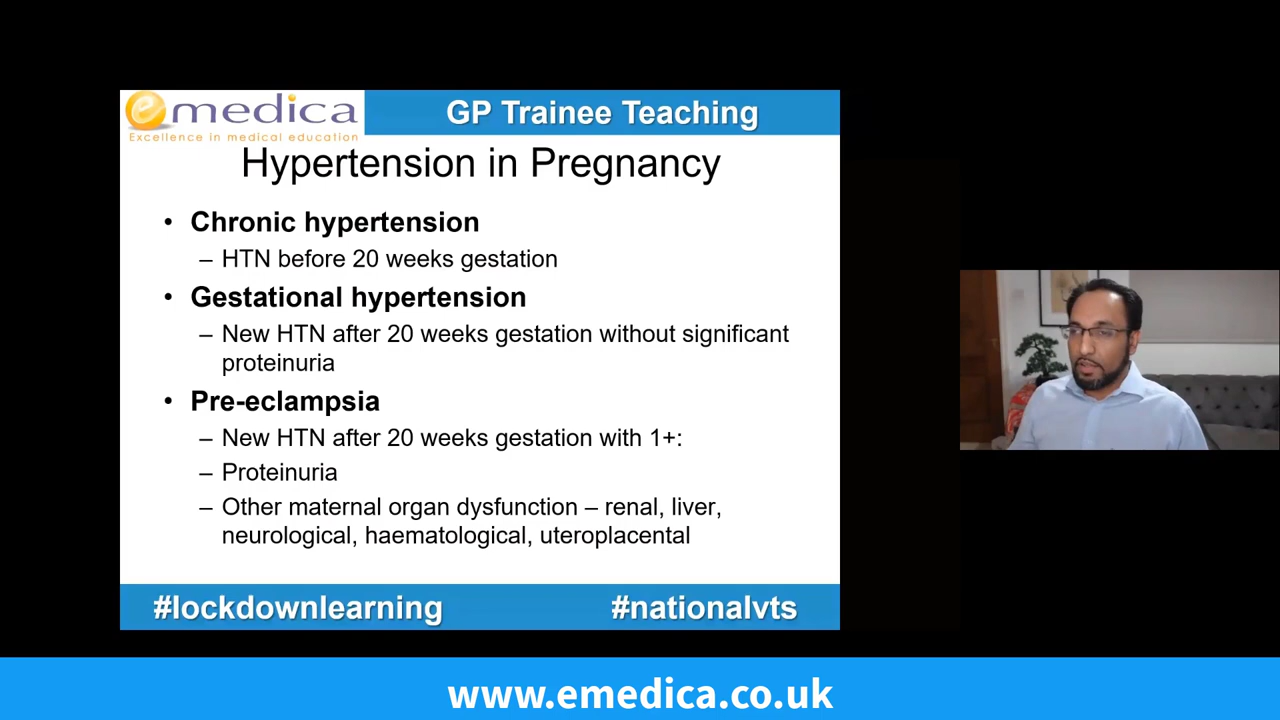 emedica
Excellence in medical education
GP Trainee Teaching
Hypertension in Pregnancy
• Chronic hypertension
– HTN before 20 weeks gestation
• Gestational hypertension
– New HTN after 20 weeks gestation without significant
proteinuria
• Pre-eclampsia
– New HTN after 20 weeks gestation with 1+:
– Proteinuria
– Other maternal organ dysfunction – renal, liver,
neurological, haematological, uteroplacental
#lockdownlearning #nationalvts
www.emedica.co.uk